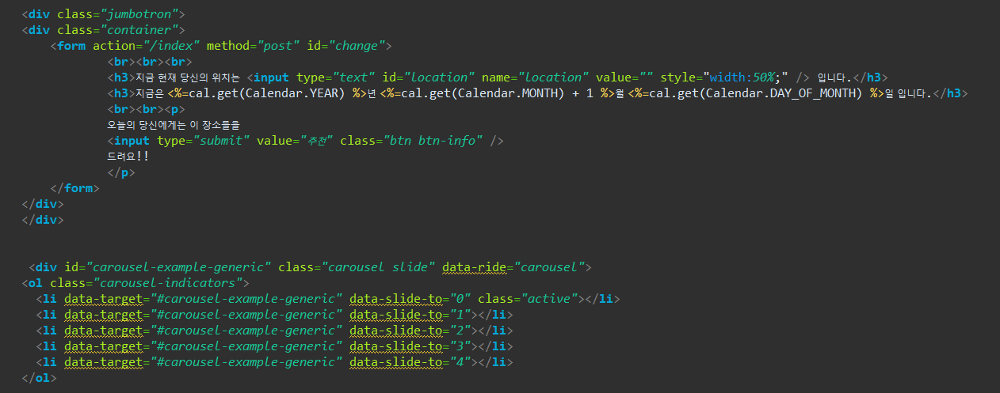 <div class="jumbotron">
<div class="container">
<form action="/index" method="post" id="change">
<br><br><br>
<h3>지금 현재 당신의 위치는 <input type="text" id="location" name="location" value="" style="width:50%;" /> 입니다.</h3>
<h3>지금은 <%=cal.get(Calendar.YEAR) %>년 <%=cal.get(Calendar.MONTH) + 1 %>월 <%=cal.get(Calendar.DAY_OF_MONTH) %>일 입니다.</h3>
<br><br><p>
오늘의 당신에게는 이 장소들을
<input type="submit" value="추천" class="btn btn-info" />
드려요!!
</p>
</form>
</div>
</div>
<div id="carousel-example-generic" class="carousel slide" data-ride="carousel">
<ol class="carousel-indicators">
<li data-target="#carousel-example-generic" data-slide-to="0" class="active"></li>
<li data-target="#carousel-example-generic" data-slide-to="1"></li>
<li data-target="#carousel-example-generic" data-slide-to="2"></li>
<li data-target="#carousel-example-generic" data-slide-to="3"></li>
<li data-target="#carousel-example-generic" data-slide-to="4"></li>
</ol>